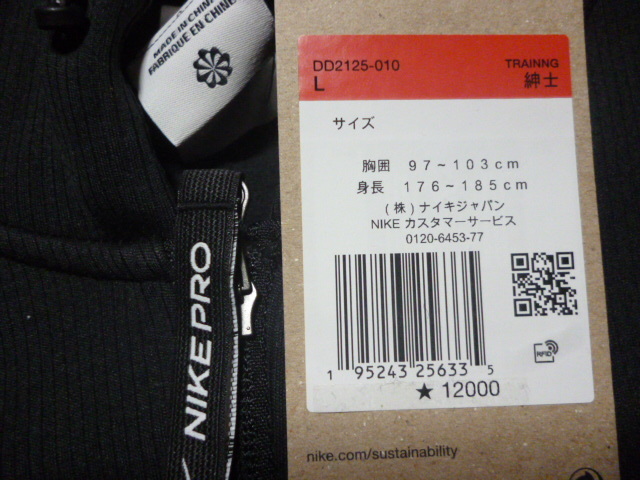 MADE IN CHINA
FABRIQUE EN CHINE
NIKE PRO
DD2125-010
TRAINNG
L
紳士
サイズ
胸囲 97~103cm
身長 176~185cm
(株)ナイキジャパン
NIKE カスタマーサービス
0120-6453-77
RFID
1 95243 25633 5
★ 12000
nike.com/sustainability